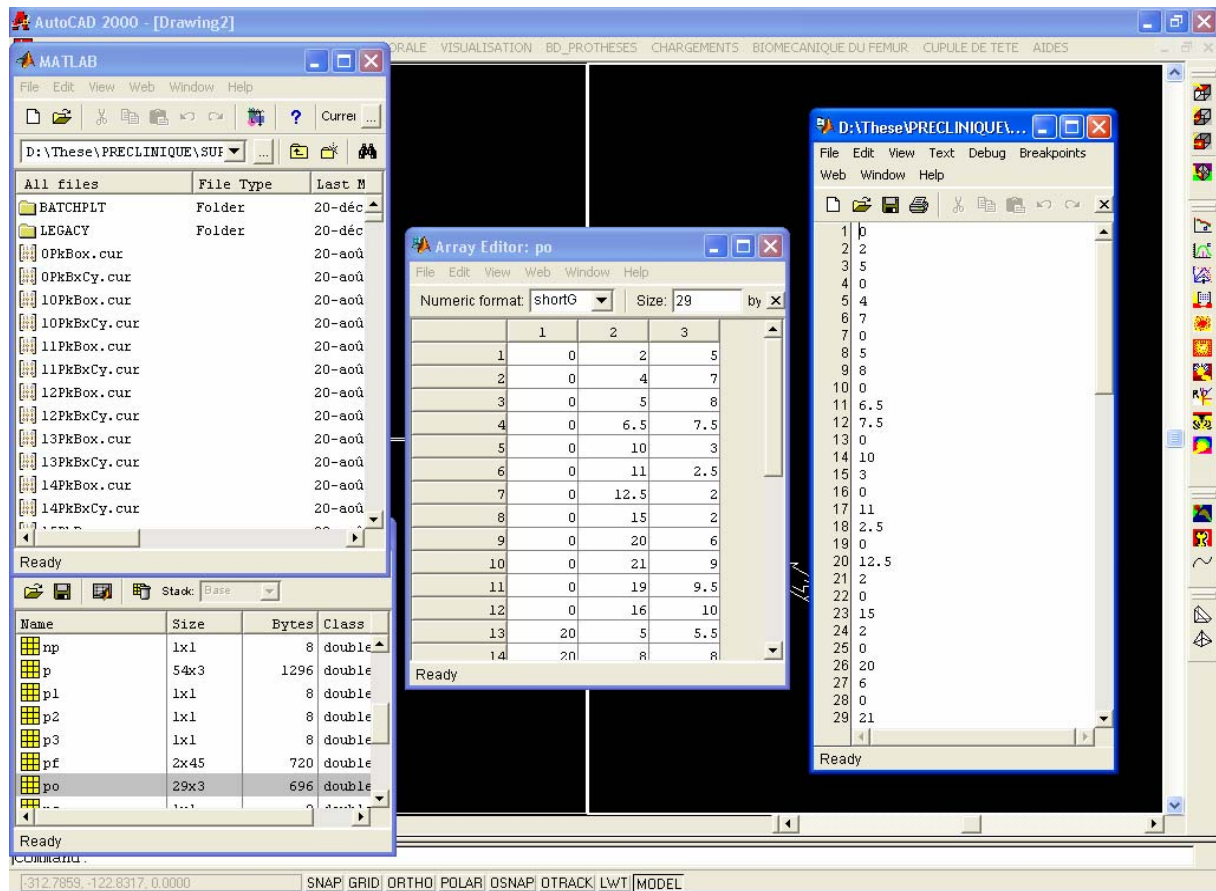 AutoCAD 2000 - [Drawing2]
ORALE VISUALISATION BD_PROTHESES CHARGEMENTS BIOMECANIQUE DU FEMUR CUPULE DE TETE AIDES
MATLAB
File Edit View Web Window Help
? Currer ...
D:\These\PRECLINIQUE\SUF ...
All files File Type Last M
BATCHPLT Folder 20-déc
LEGACY Folder 20-déc
0PkBox.cur 20-aoû
0PkBxCy.cur 20-aoû
10PkBox.cur 20-aoû
10PkBxCy.cur 20-aoû
11PkBox.cur 20-aoû
11PkBxCy.cur 20-aoû
12PkBox.cur 20-aoû
12PkBxCy.cur 20-aoû
13PkBox.cur 20-aoû
13PkBxCy.cur 20-aoû
14PkBox.cur 20-aoû
14PkBxCy.cur 20-aoû
Ready
Stack: Base
Name Size Bytes Class
np 1x1 8 double
p 54x3 1296 double
p1 1x1 8 double
p2 1x1 8 double
p3 1x1 8 double
pf 2x45 720 double
po 29x3 696 double
Ready
Array Editor: po
File Edit View Web Window Help
Numeric format: shortG Size: 29 by
1 2 3
1 0 2 5
2 0 4 7
3 0 5 8
4 0 6.5 7.5
5 0 10 3
6 0 11 2.5
7 0 12.5 2
8 0 15 2
9 0 20 6
10 0 21 9
11 0 19 9.5
12 0 16 10
13 20 5 5.5
14 20 8 8
Ready
D:\These\PRECLINIQUE\...
File Edit View Text Debug Breakpoints
Web Window Help
1 0
2 2
3 5
4 0
5 4
6 7
7 0
8 5
9 8
10 0
11 6.5
12 7.5
13 0
14 10
15 3
16 0
17 11
18 2.5
19 0
20 12.5
21 2
22 0
23 15
24 2
25 0
26 20
27 6
28 0
29 21
Ready
Command:
-312.7859, -122.8317, 0.0000 SNAP GRID ORTHO POLAR OSNAP OTRACK LWT MODEL